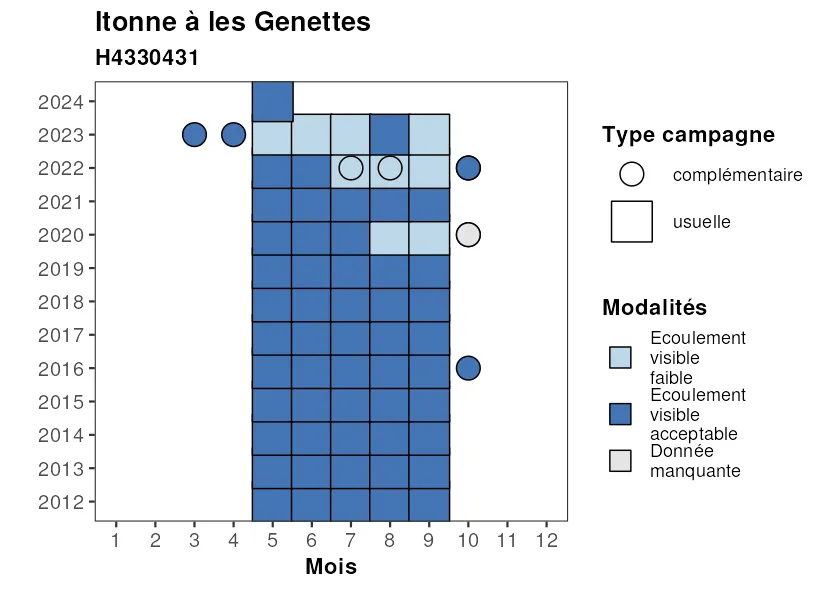 Itonne à les Genettes
H4330431
2024
2023
2022
2021
2020
2019
2018
2017
2016
2015
2014
2013
2012
1 2 3 4 5 6 7 8 9 10 11 12
Mois
Type campagne
complémentaire
usuelle
Modalités
Ecoulement
visible
faible
Ecoulement
visible
acceptable
Donnée
manquante